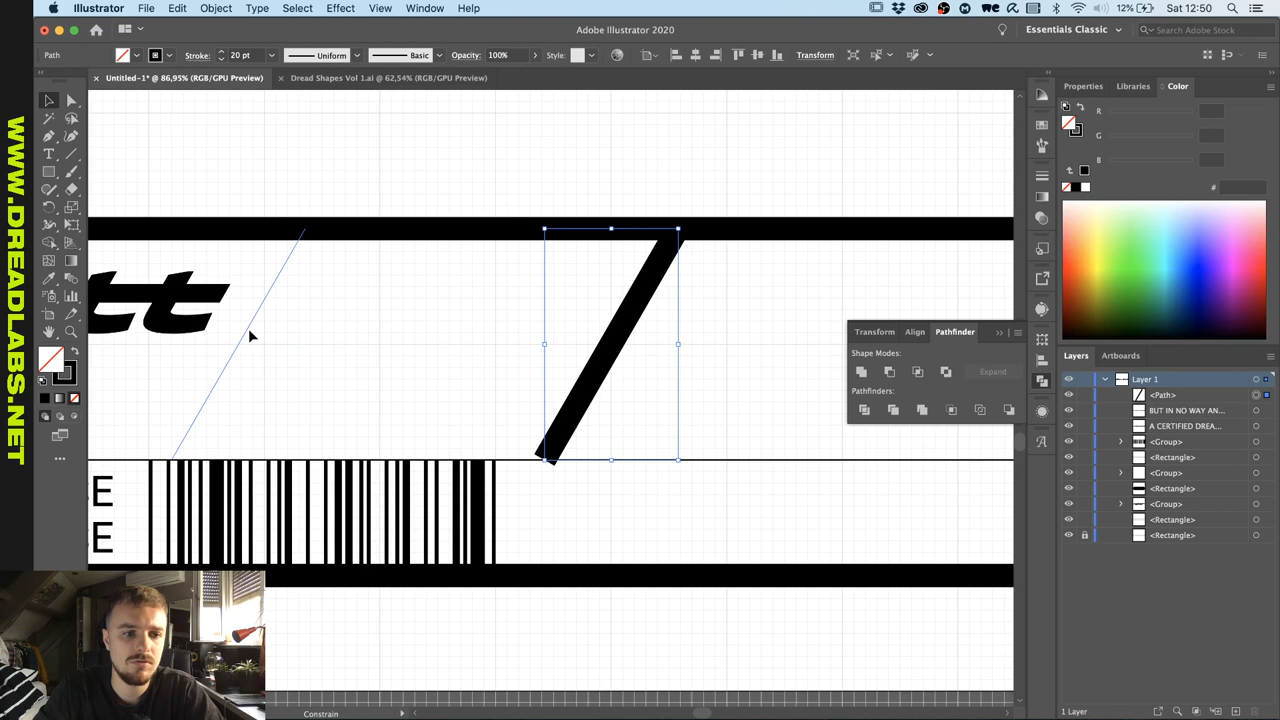 Illustrator File Edit Object Type Select Effect View Window Help 12% Sat 12:50
Adobe Illustrator 2020
Essentials Classic
Search Adobe Stock
Path Stroke: 20 pt Uniform Basic Opacity: 100% Style: Transform
Untitled-1* @ 86,95% (RGB/GPU Preview) Dread Shapes Vol 1.ai @ 62,54% (RGB/GPU Preview)
Properties Libraries Color
R
G
B
#
WWW.DREADLABS.NET
tt
E
E
Transform Align Pathfinder
Shape Modes:
Expand
Pathfinders:
Layers Artboards
Layer 1
<Path>
BUT IN NO WAY AN...
A CERTIFIED DREA...
<Group>
<Rectangle>
<Group>
<Rectangle>
<Group>
<Rectangle>
<Rectangle>
Constrain
1 Layer